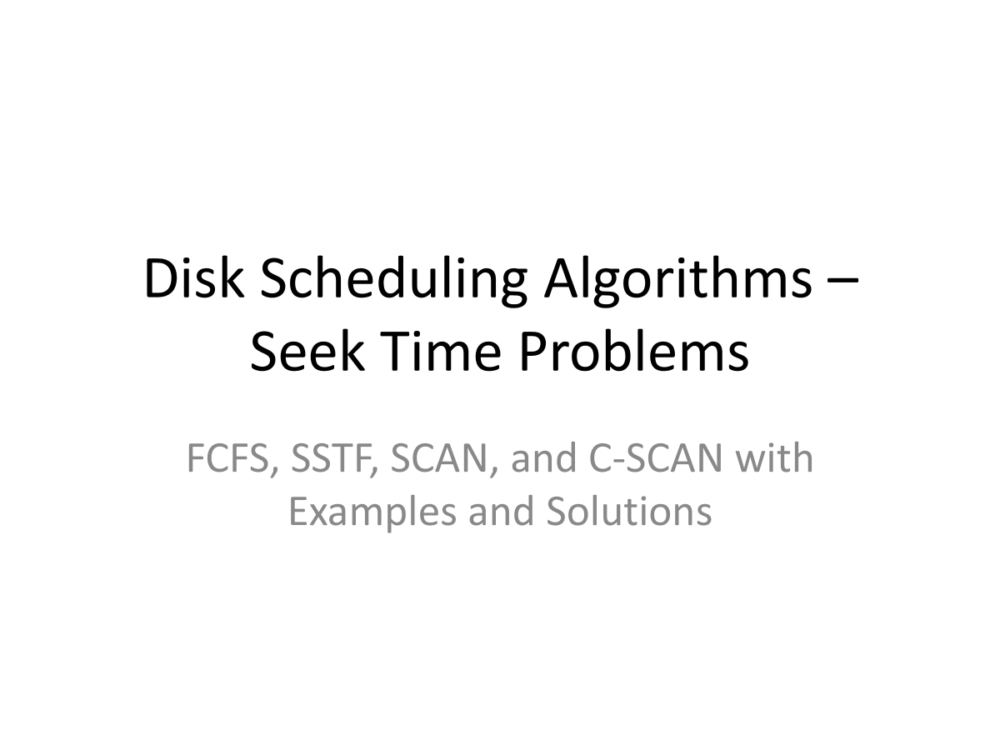 Disk Scheduling Algorithms –
Seek Time Problems
FCFS, SSTF, SCAN, and C-SCAN with
Examples and Solutions